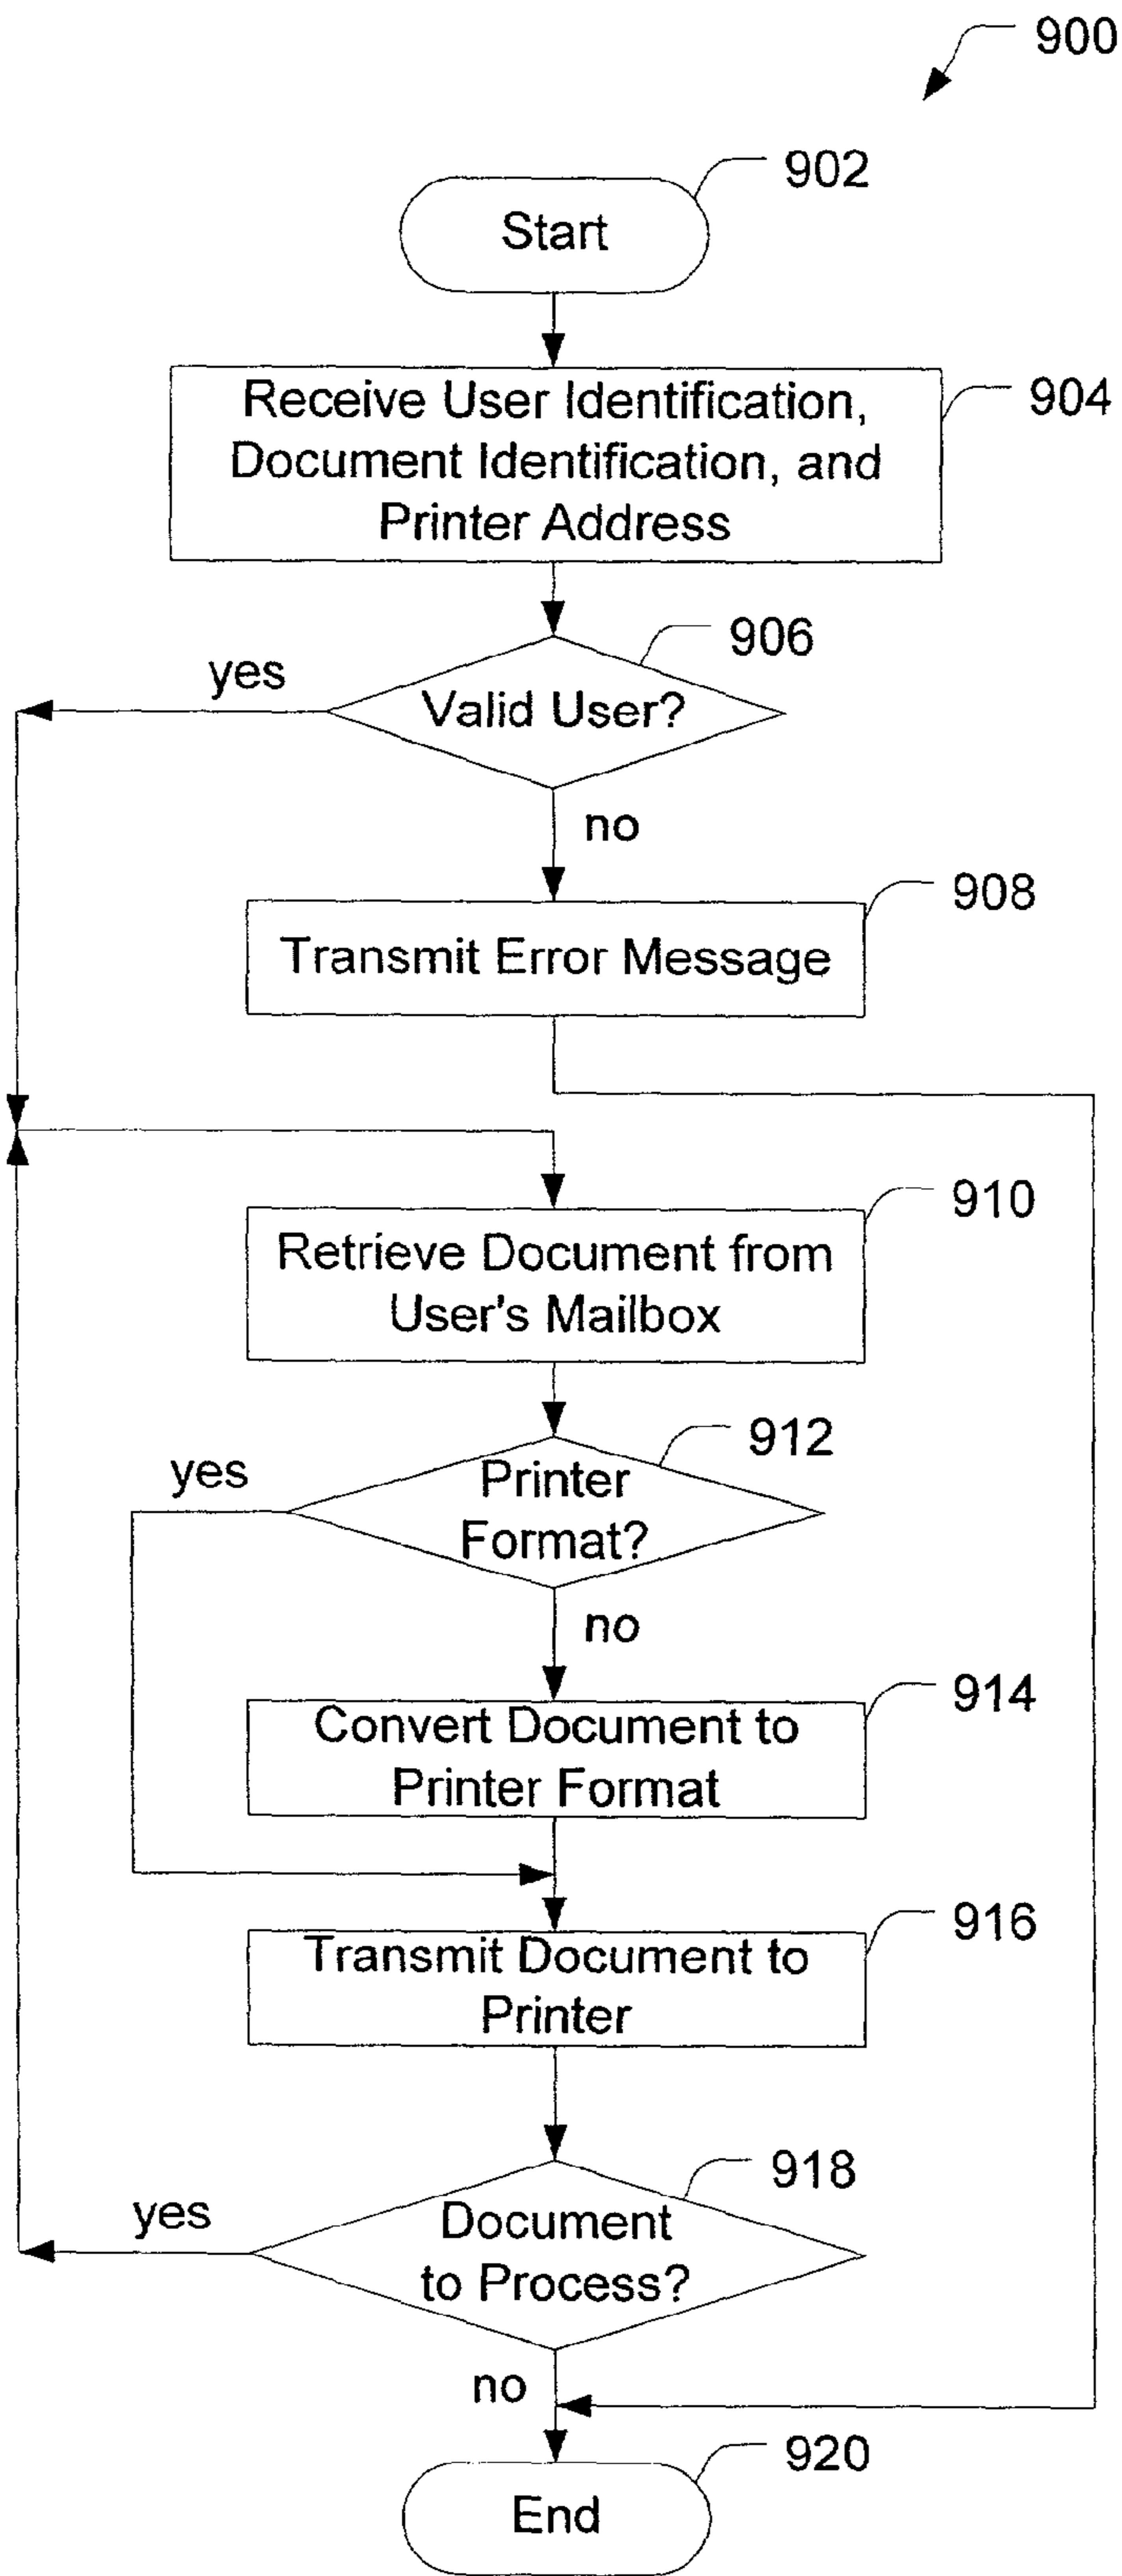 900
902
Start
904
Receive User Identification,
Document Identification, and
Printer Address
906
yes
Valid User?
no
908
Transmit Error Message
910
Retrieve Document from
User's Mailbox
912
yes
Printer
Format?
no
914
Convert Document to
Printer Format
916
Transmit Document to
Printer
918
yes
Document
to Process?
no
920
End